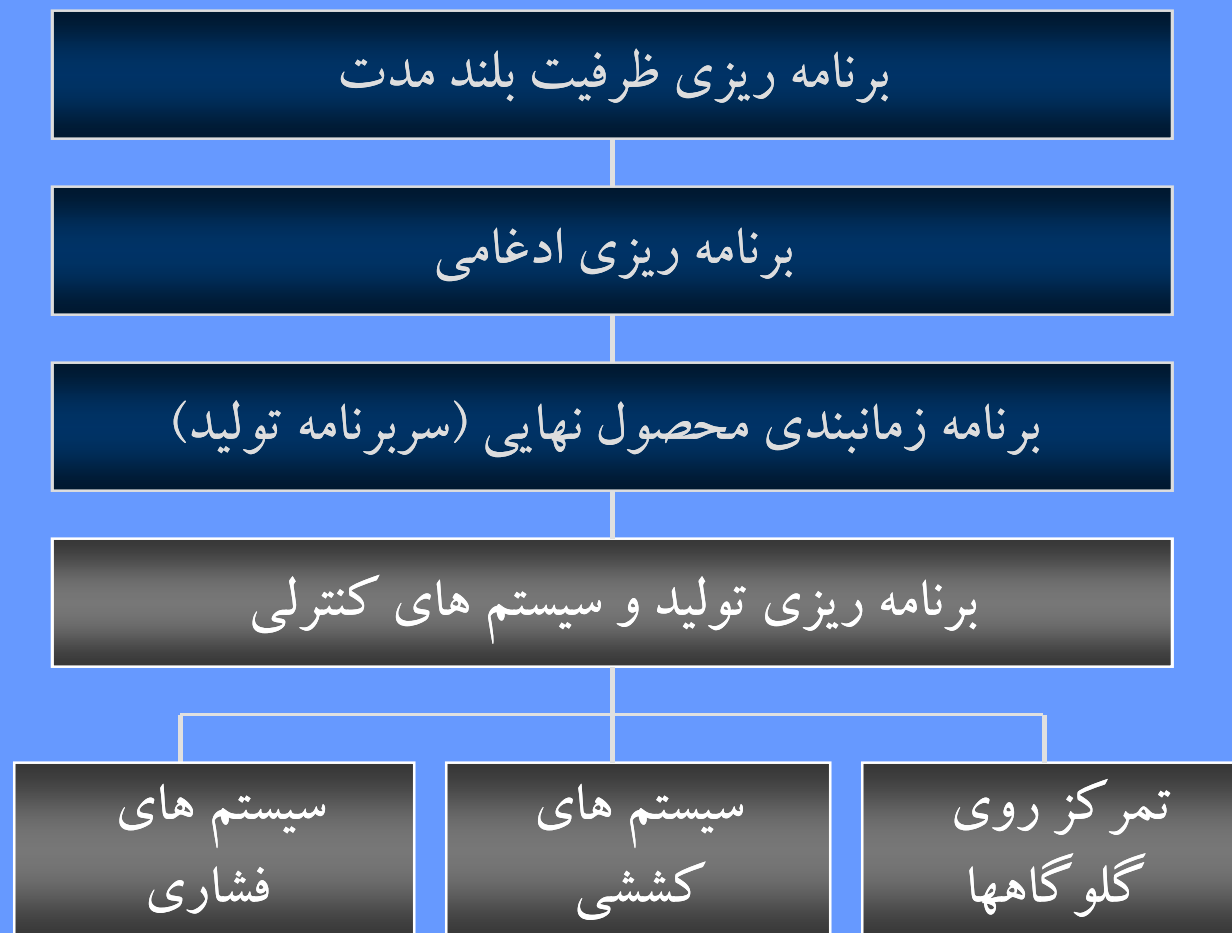 برنامه ریزی ظرفیت بلند مدت
برنامه ریزی ادغامی
برنامه زمانبندی محصول نهایی (سربرنامه تولید)
برنامه ریزی تولید و سیستم های کنترلی
تمرکز روی
گلوگاهها
سیستم های
کششی
سیستم های
فشاری